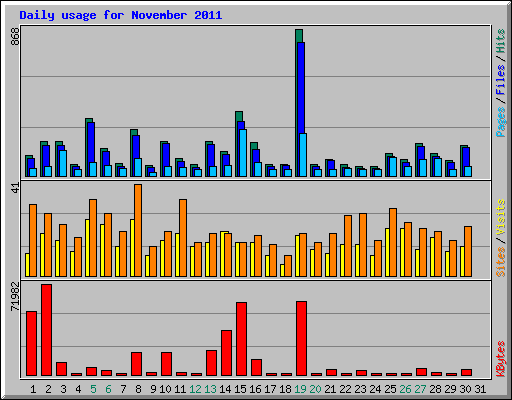 Daily usage for November 2011
868
Pages / Files / Hits
41
Sites / Visits
71982
KBytes
1 2 3 4 5 6 7 8 9 10 11 12 13 14 15 16 17 18 19 20 21 22 23 24 25 26 27 28 29 30 31